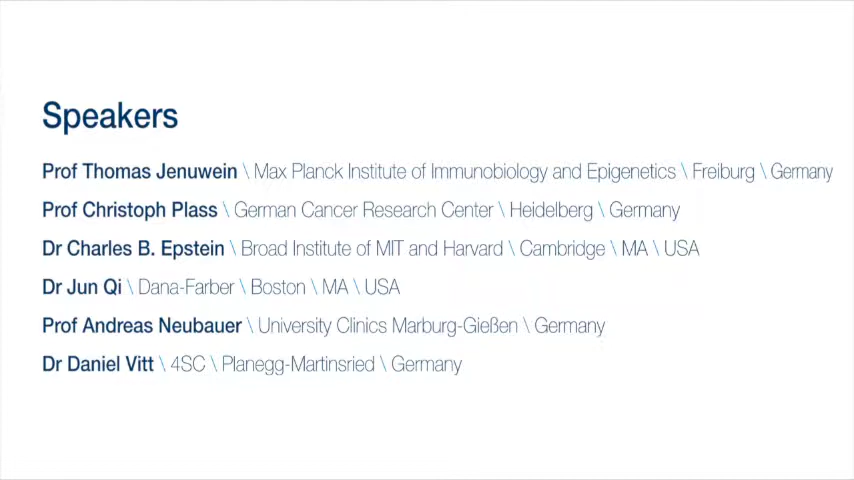 Speakers
Prof Thomas Jenuwein \ Max Planck Institute of Immunobiology and Epigenetics \ Freiburg \ Germany
Prof Christoph Plass \ German Cancer Research Center \ Heidelberg \ Germany
Dr Charles B. Epstein \ Broad Institute of MIT and Harvard \ Cambridge \ MA \ USA
Dr Jun Qi \ Dana-Farber \ Boston \ MA \ USA
Prof Andreas Neubauer \ University Clinics Marburg-Gießen \ Germany
Dr Daniel Vitt \ 4SC \ Planegg-Martinsried \ Germany